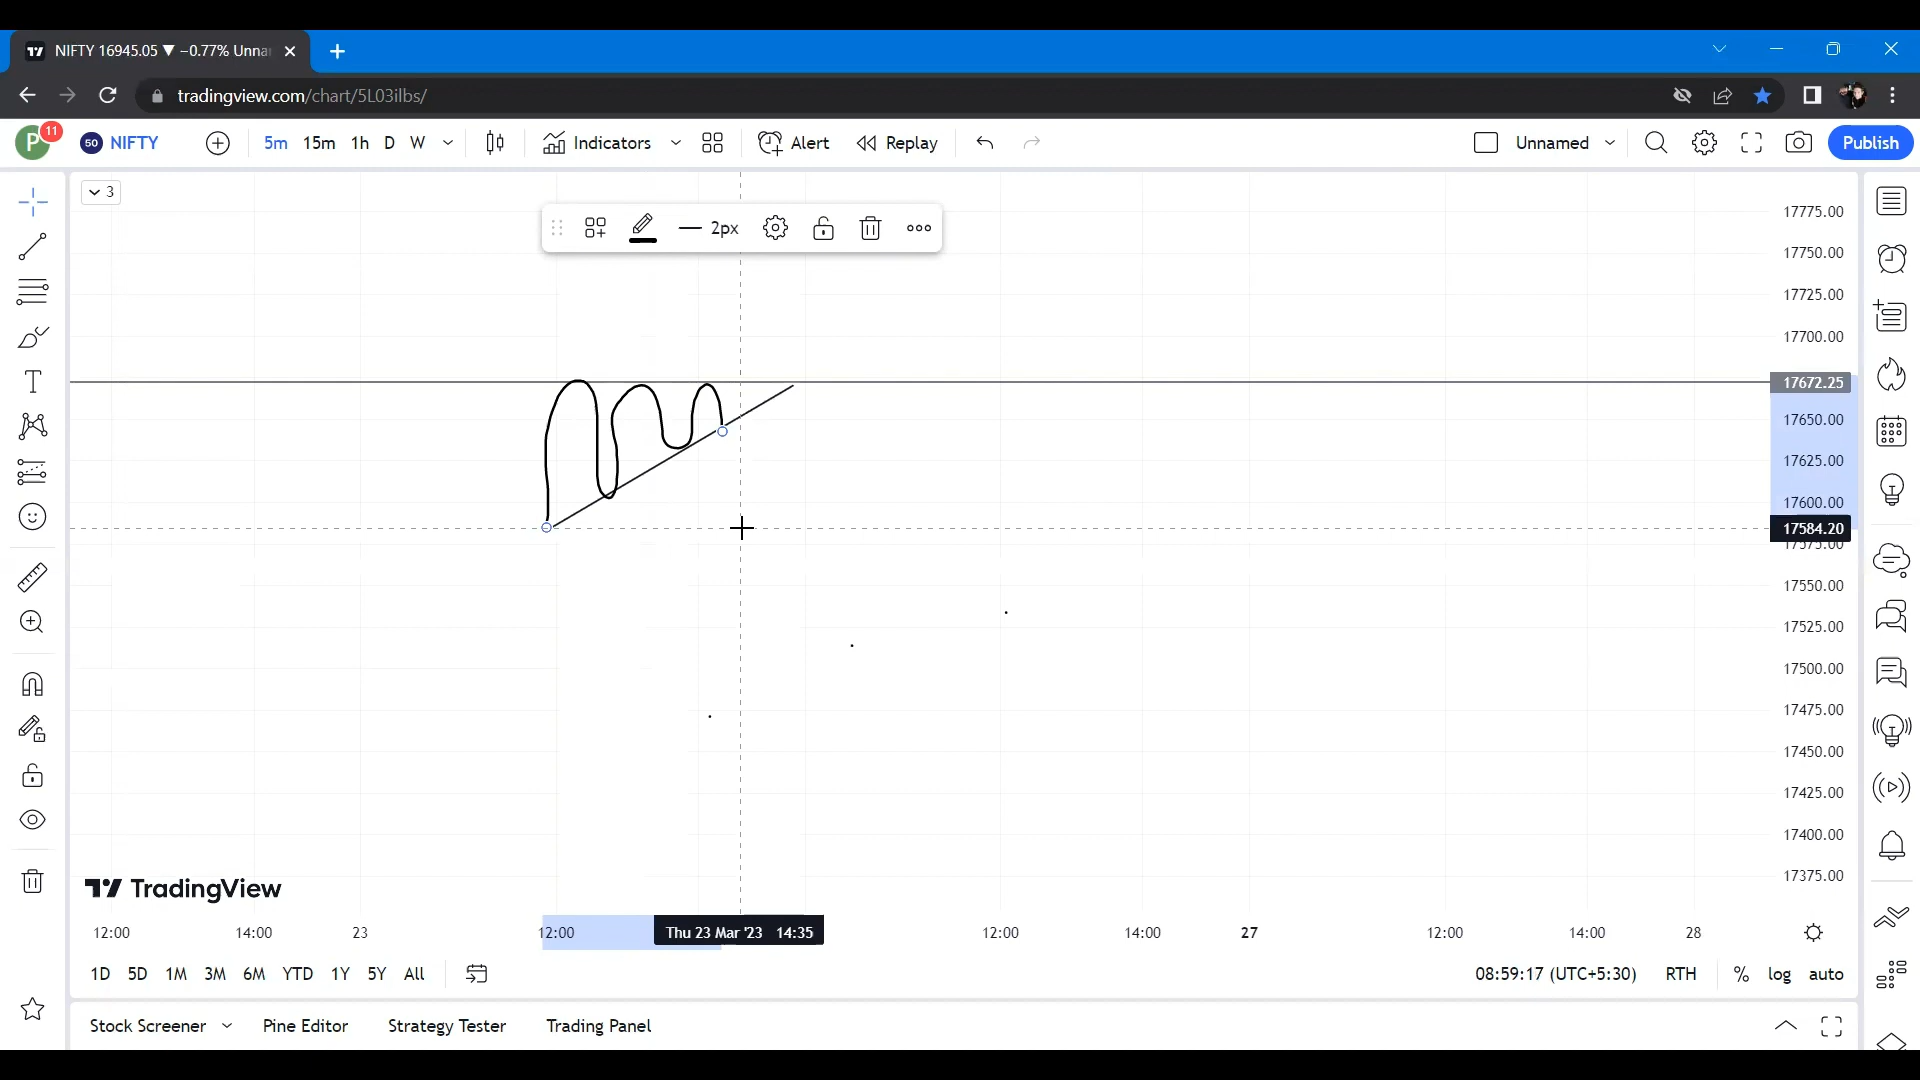 NIFTY 16945.05 ▼ −0.77% Unna
tradingview.com/chart/5L03ilbs/
P 11 50 NIFTY 5m 15m 1h D W Indicators Alert Replay Unnamed Publish
3
2px
17775.00
17750.00
17725.00
17700.00
17672.25
17650.00
17625.00
17600.00
17584.20
17575.00
17550.00
17525.00
17500.00
17475.00
17450.00
17425.00
17400.00
17375.00
TradingView
12:00 14:00 23 12:00 Thu 23 Mar '23 14:35 12:00 14:00 27 12:00 14:00 28
1D 5D 1M 3M 6M YTD 1Y 5Y All 08:59:17 (UTC+5:30) RTH % log auto
Stock Screener Pine Editor Strategy Tester Trading Panel